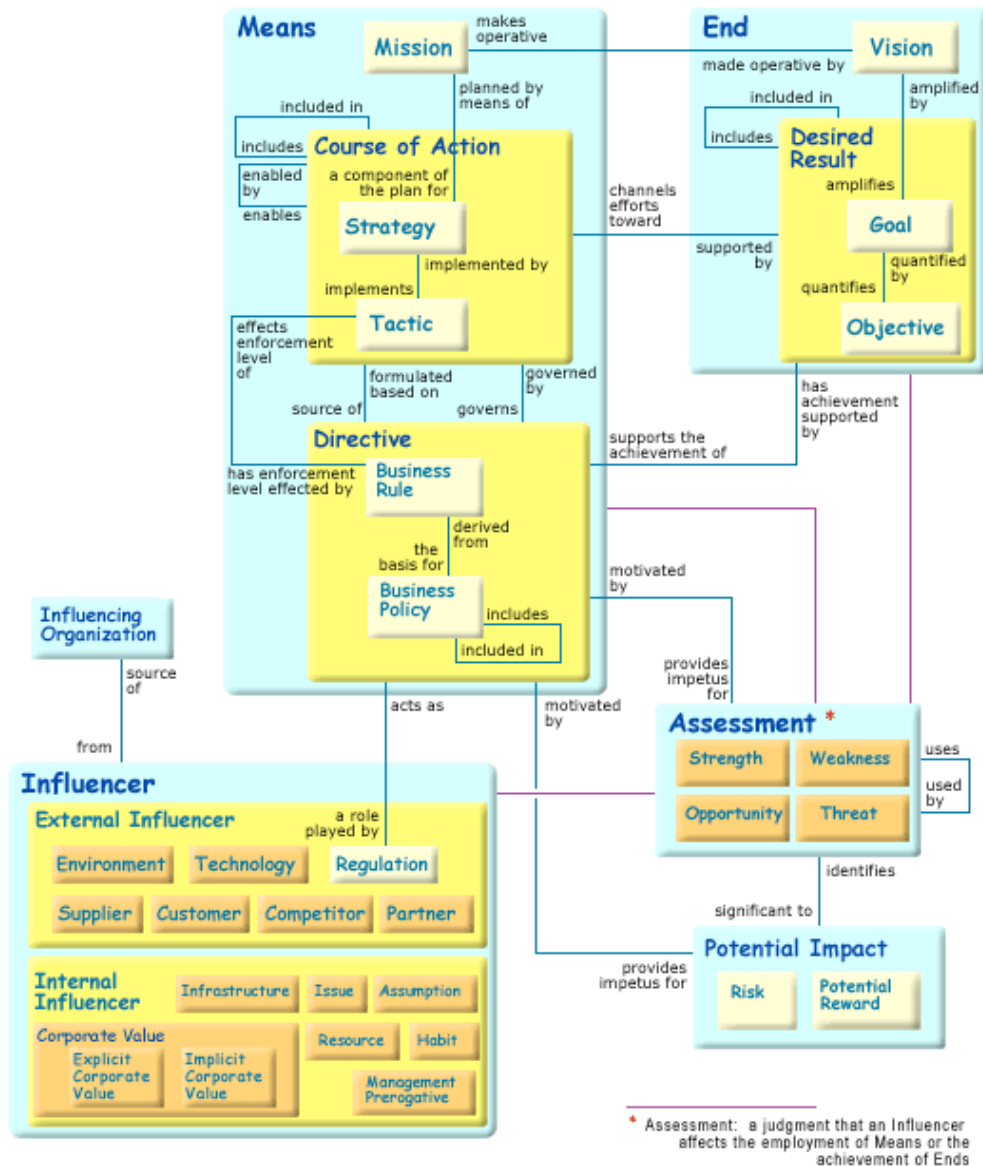 Means
End
Mission
makes
operative
Vision
made operative by
planned by
means of
amplified
by
included in
includes
included in
includes
Course of Action
Desired
Result
enabled
by
enables
a component of
the plan for
channels
efforts
toward
amplifies
Strategy
Goal
supported
by
implemented by
implements
quantified
by
quantifies
Tactic
Objective
effects
enforcement
level
of
formulated
based on
source of
governed
by
governs
has
achievement
supported
by
Directive
supports the
achievement of
has enforcement
level effected by
Business
Rule
derived
from
the
basis for
motivated
by
Business
Policy
includes
included in
Influencing
Organization
source
of
from
provides
impetus
for
acts as
motivated
by
Assessment *
Strength
Weakness
Opportunity
Threat
uses
used
by
Influencer
External Influencer
a role
played by
Environment
Technology
Regulation
Supplier
Customer
Competitor
Partner
identifies
significant to
Potential Impact
provides
impetus for
Risk
Potential
Reward
Internal
Influencer
Infrastructure
Issue
Assumption
Corporate Value
Explicit
Corporate
Value
Implicit
Corporate
Value
Resource
Habit
Management
Prerogative
* Assessment: a judgment that an Influencer
affects the employment of Means or the
achievement of Ends